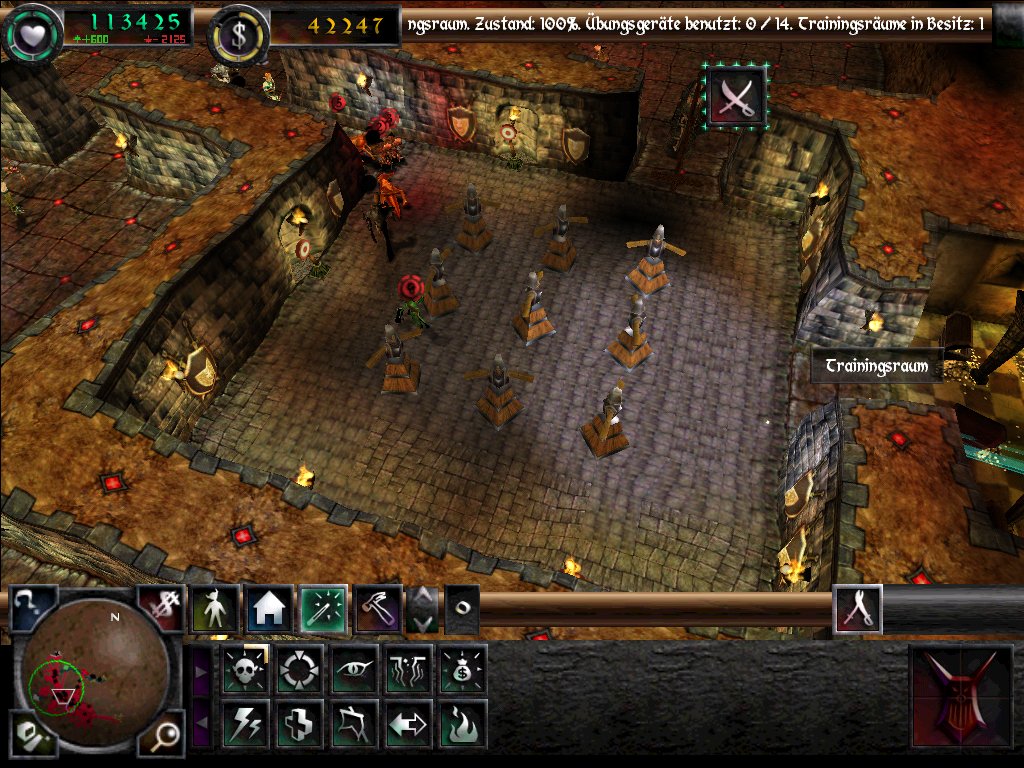 113425
+600 -2125
$
42247
ngsraum. Zustand: 100%. Übungsgeräte benutzt: 0 / 14. Trainingsräume in Besitz: 1
Trainingsraum
N
$